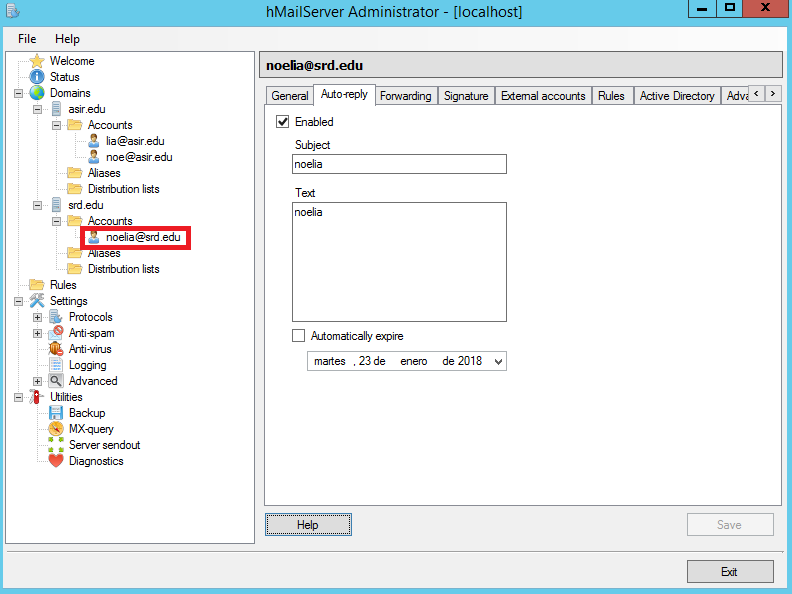 hMailServer Administrator - [localhost]
File Help
Welcome
Status
Domains
asir.edu
Accounts
lia@asir.edu
noe@asir.edu
Aliases
Distribution lists
srd.edu
Accounts
noelia@srd.edu
Aliases
Distribution lists
Rules
Settings
Protocols
Anti-spam
Anti-virus
Logging
Advanced
Utilities
Backup
MX-query
Server sendout
Diagnostics
noelia@srd.edu
General Auto-reply Forwarding Signature External accounts Rules Active Directory Adva
Enabled
Subject
noelia
Text
noelia
Automatically expire
martes , 23 de enero de 2018
Help Save
Exit